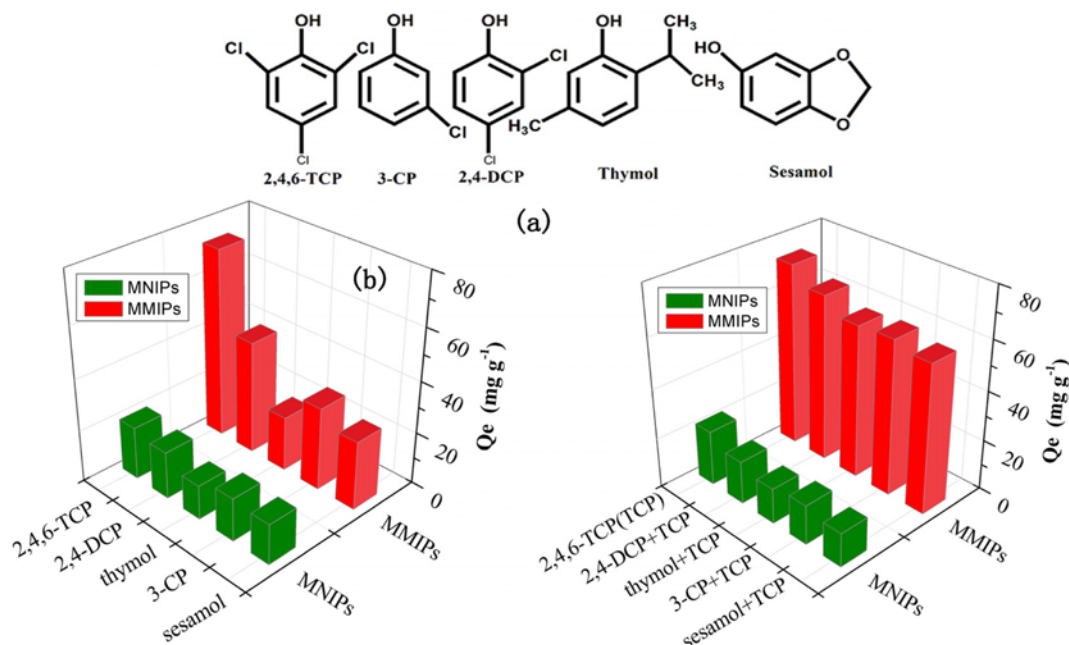 OH
Cl
Cl
Cl
2,4,6-TCP
OH
Cl
3-CP
OH
Cl
Cl
2,4-DCP
OH
CH₃
CH₃
H₃C
Thymol
HO
O
O
Sesamol
(a)
(b)
MNIPs
MMIPs
80
60
40
20
0
Qe (mg g⁻¹)
2,4,6-TCP
2,4-DCP
thymol
3-CP
sesamol
MNIPs
MMIPs
MNIPs
MMIPs
80
60
40
20
0
Qe (mg g⁻¹)
2,4,6-TCP(TCP)
2,4-DCP+TCP
thymol+TCP
3-CP+TCP
sesamol+TCP
MNIPs
MMIPs